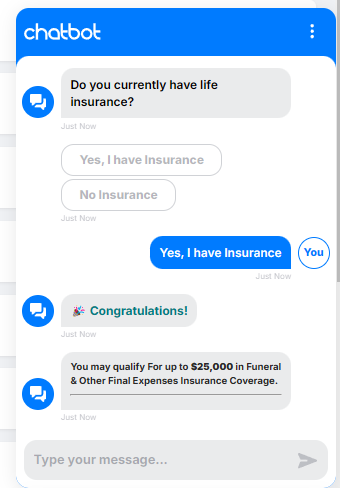 chatbot
Do you currently have life
insurance?
Just Now
Yes, I have Insurance
No Insurance
Just Now
Yes, I have Insurance
You
Just Now
🎉 Congratulations!
Just Now
You may qualify For up to $25,000 in Funeral
& Other Final Expenses Insurance Coverage.
Just Now
Type your message...